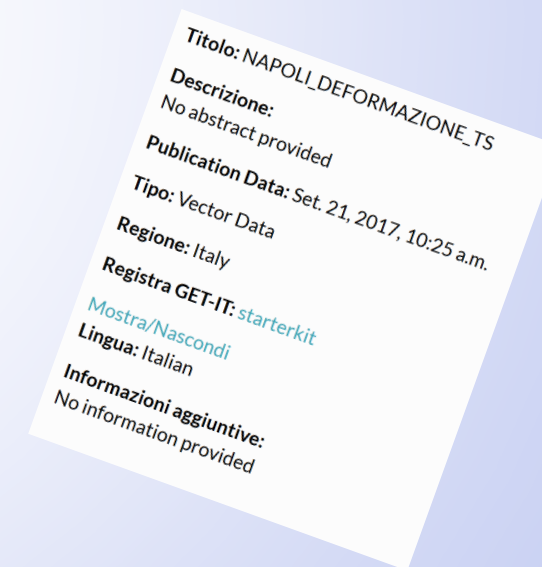 Titolo: NAPOLI_DEFORMAZIONE_TS
Descrizione:
No abstract provided
Publication Data: Set. 21, 2017, 10:25 a.m.
Tipo: Vector Data
Regione: Italy
Registra GET-IT: starterkit
Mostra/Nascondi
Lingua: Italian
Informazioni aggiuntive:
No information provided